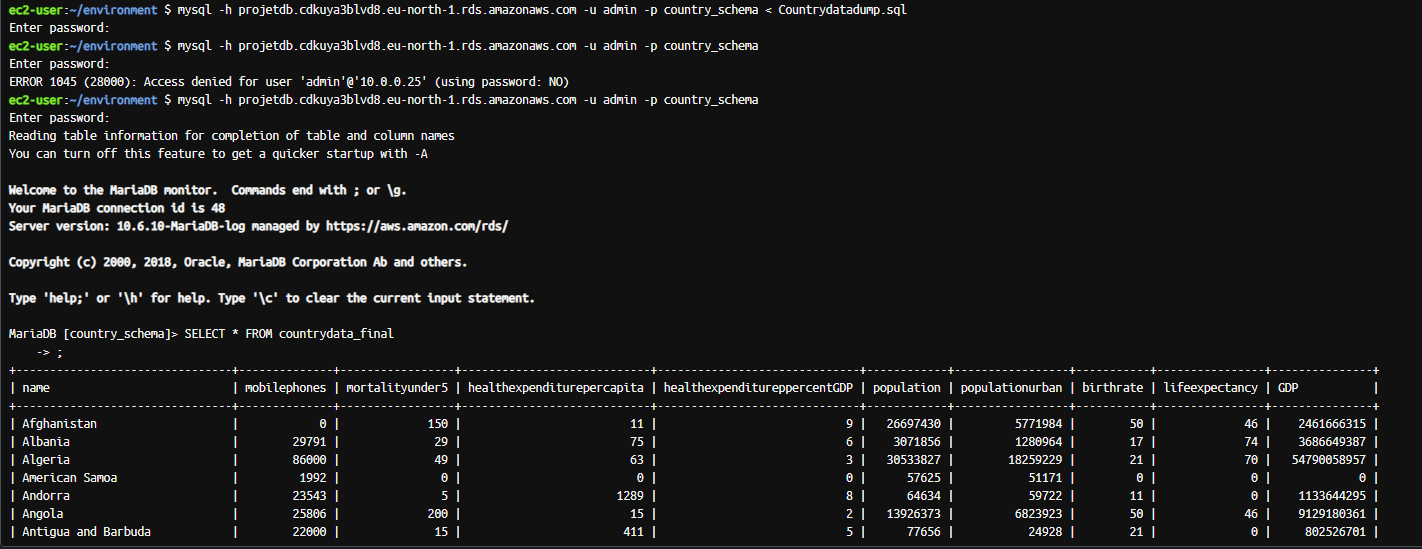 ec2-user:~/environment $ mysql -h projetdb.cdkuya3blvd8.eu-north-1.rds.amazonaws.com -u admin -p country_schema < Countrydatadump.sql
Enter password:
ec2-user:~/environment $ mysql -h projetdb.cdkuya3blvd8.eu-north-1.rds.amazonaws.com -u admin -p country_schema
Enter password:
ERROR 1045 (28000): Access denied for user 'admin'@'10.0.0.25' (using password: NO)
ec2-user:~/environment $ mysql -h projetdb.cdkuya3blvd8.eu-north-1.rds.amazonaws.com -u admin -p country_schema
Enter password:
Reading table information for completion of table and column names
You can turn off this feature to get a quicker startup with -A
Welcome to the MariaDB monitor.  Commands end with ; or \g.
Your MariaDB connection id is 48
Server version: 10.6.10-MariaDB-log managed by https://aws.amazon.com/rds/
Copyright (c) 2000, 2018, Oracle, MariaDB Corporation Ab and others.
Type 'help;' or '\h' for help. Type '\c' to clear the current input statement.
MariaDB [country_schema]> SELECT * FROM countrydata_final
    -> ;
| name | mobilephones | mortalityunder5 | healthexpenditurepercapita | healthexpenditureppercentGDP | population | populationurban | birthrate | lifeexpectancy | GDP |
| Afghanistan | 0 | 150 | 11 | 9 | 26697430 | 5771984 | 50 | 46 | 2461666315 |
| Albania | 29791 | 29 | 75 | 6 | 3071856 | 1280964 | 17 | 74 | 3686649387 |
| Algeria | 86000 | 49 | 63 | 3 | 30533827 | 18259229 | 21 | 70 | 54790058957 |
| American Samoa | 1992 | 0 | 0 | 0 | 57625 | 51171 | 0 | 0 | 0 |
| Andorra | 23543 | 5 | 1289 | 8 | 64634 | 59722 | 11 | 0 | 1133644295 |
| Angola | 25806 | 200 | 15 | 2 | 13926373 | 6823923 | 50 | 46 | 9129180361 |
| Antigua and Barbuda | 22000 | 15 | 411 | 5 | 77656 | 24928 | 21 | 0 | 802526701 |